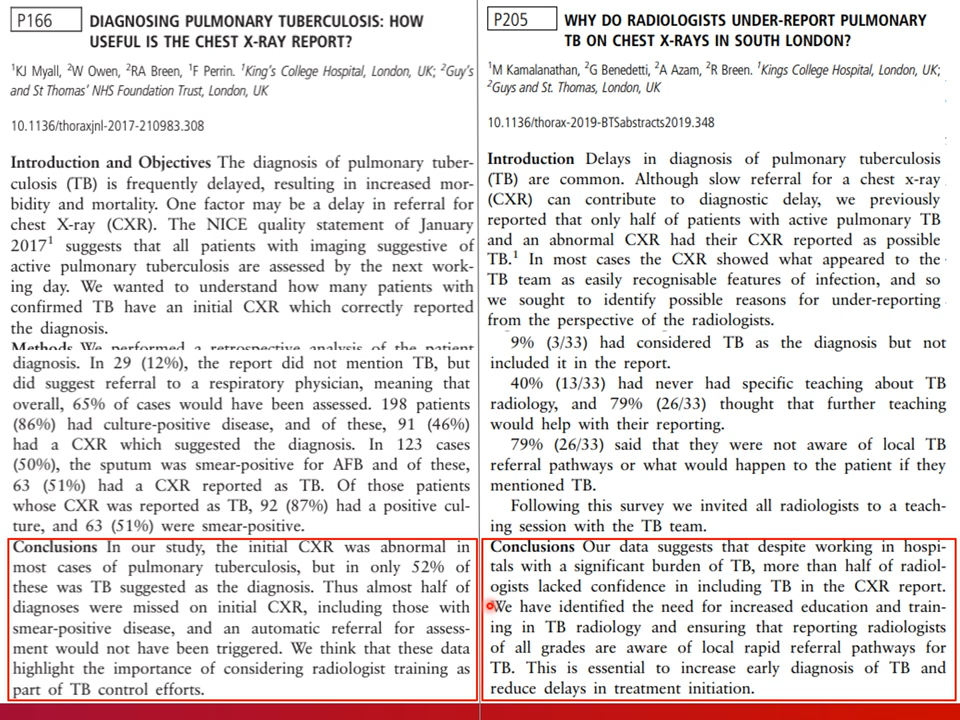 P166
DIAGNOSING PULMONARY TUBERCULOSIS: HOW
USEFUL IS THE CHEST X-RAY REPORT?
¹KJ Myall, ²W Owen, ²RA Breen, ¹F Perrin. ¹King's College Hospital, London, UK; ²Guy's
and St Thomas' NHS Foundation Trust, London, UK
10.1136/thoraxjnl-2017-210983.308
Introduction and Objectives The diagnosis of pulmonary tuber-
culosis (TB) is frequently delayed, resulting in increased mor-
bidity and mortality. One factor may be a delay in referral for
chest X-ray (CXR). The NICE quality statement of January
2017¹ suggests that all patients with imaging suggestive of
active pulmonary tuberculosis are assessed by the next work-
ing day. We wanted to understand how many patients with
confirmed TB have an initial CXR which correctly reported
the diagnosis.
Methods We performed a retrospective analysis of the patient
diagnosis. In 29 (12%), the report did not mention TB, but
did suggest referral to a respiratory physician, meaning that
overall, 65% of cases would have been assessed. 198 patients
(86%) had culture-positive disease, and of these, 91 (46%)
had a CXR which suggested the diagnosis. In 123 cases
(50%), the sputum was smear-positive for AFB and of these,
63 (51%) had a CXR reported as TB. Of those patients
whose CXR was reported as TB, 92 (87%) had a positive cul-
ture, and 63 (51%) were smear-positive.
Conclusions In our study, the initial CXR was abnormal in
most cases of pulmonary tuberculosis, but in only 52% of
these was TB suggested as the diagnosis. Thus almost half of
diagnoses were missed on initial CXR, including those with
smear-positive disease, and an automatic referral for assess-
ment would not have been triggered. We think that these data
highlight the importance of considering radiologist training as
part of TB control efforts.
P205
WHY DO RADIOLOGISTS UNDER-REPORT PULMONARY
TB ON CHEST X-RAYS IN SOUTH LONDON?
¹M Kamalanathan, ²G Benedetti, ²A Azam, ²R Breen. ¹Kings College Hospital, London, UK;
²Guys and St. Thomas, London, UK
10.1136/thorax-2019-BTSabstracts2019.348
Introduction Delays in diagnosis of pulmonary tuberculosis
(TB) are common. Although slow referral for a chest x-ray
(CXR) can contribute to diagnostic delay, we previously
reported that only half of patients with active pulmonary TB
and an abnormal CXR had their CXR reported as possible
TB.¹ In most cases the CXR showed what appeared to the
TB team as easily recognisable features of infection, and so
we sought to identify possible reasons for under-reporting
from the perspective of the radiologists.
9% (3/33) had considered TB as the diagnosis but not
included it in the report.
40% (13/33) had never had specific teaching about TB
radiology, and 79% (26/33) thought that further teaching
would help with their reporting.
79% (26/33) said that they were not aware of local TB
referral pathways or what would happen to the patient if they
mentioned TB.
Following this survey we invited all radiologists to a teach-
ing session with the TB team.
Conclusions Our data suggests that despite working in hospi-
tals with a significant burden of TB, more than half of radiol-
ogists lacked confidence in including TB in the CXR report.
We have identified the need for increased education and train-
ing in TB radiology and ensuring that reporting radiologists
of all grades are aware of local rapid referral pathways for
TB. This is essential to increase early diagnosis of TB and
reduce delays in treatment initiation.